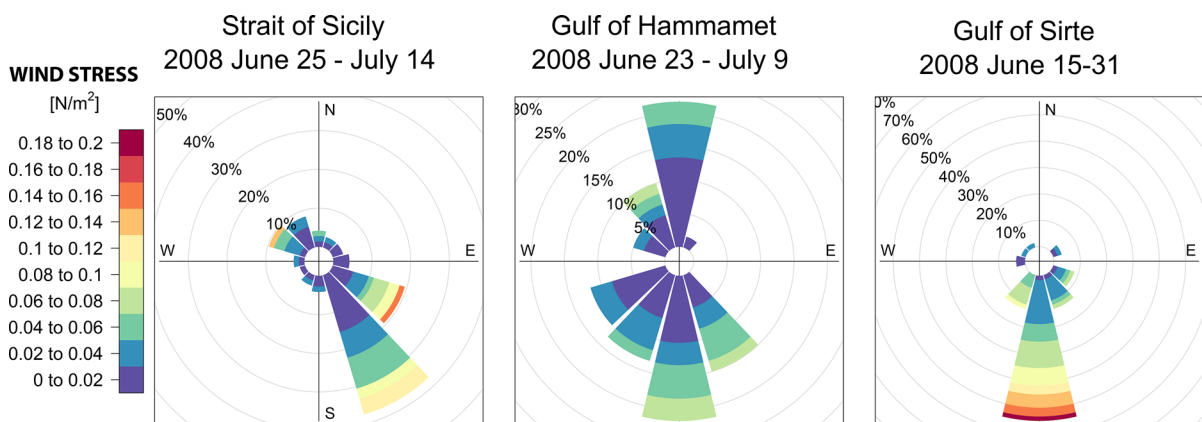 Strait of Sicily
2008 June 25 - July 14
Gulf of Hammamet
2008 June 23 - July 9
Gulf of Sirte
2008 June 15-31
WIND STRESS
[N/m²]
0.18 to 0.2
0.16 to 0.18
0.14 to 0.16
0.12 to 0.14
0.1 to 0.12
0.08 to 0.1
0.06 to 0.08
0.04 to 0.06
0.02 to 0.04
0 to 0.02
50%
40%
30%
20%
10%
N
W
E
S
30%
25%
20%
15%
10%
5%
W
E
0%
70%
60%
50%
40%
30%
20%
10%
N
W
E